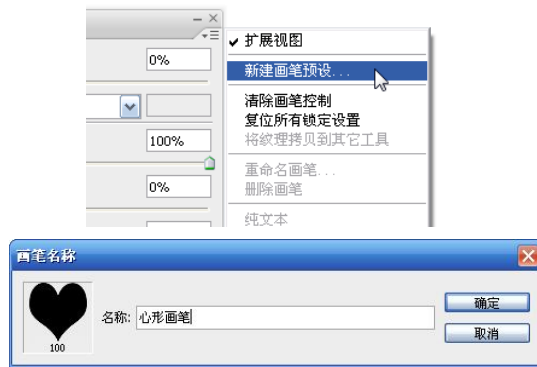 扩展视图
0%
新建画笔预设...
清除画笔控制
复位所有锁定设置
100%
将纹理拷贝到其它工具
重命名画笔...
0%
删除画笔
纯文本
画笔名称
名称: 心形画笔
确定
取消
100